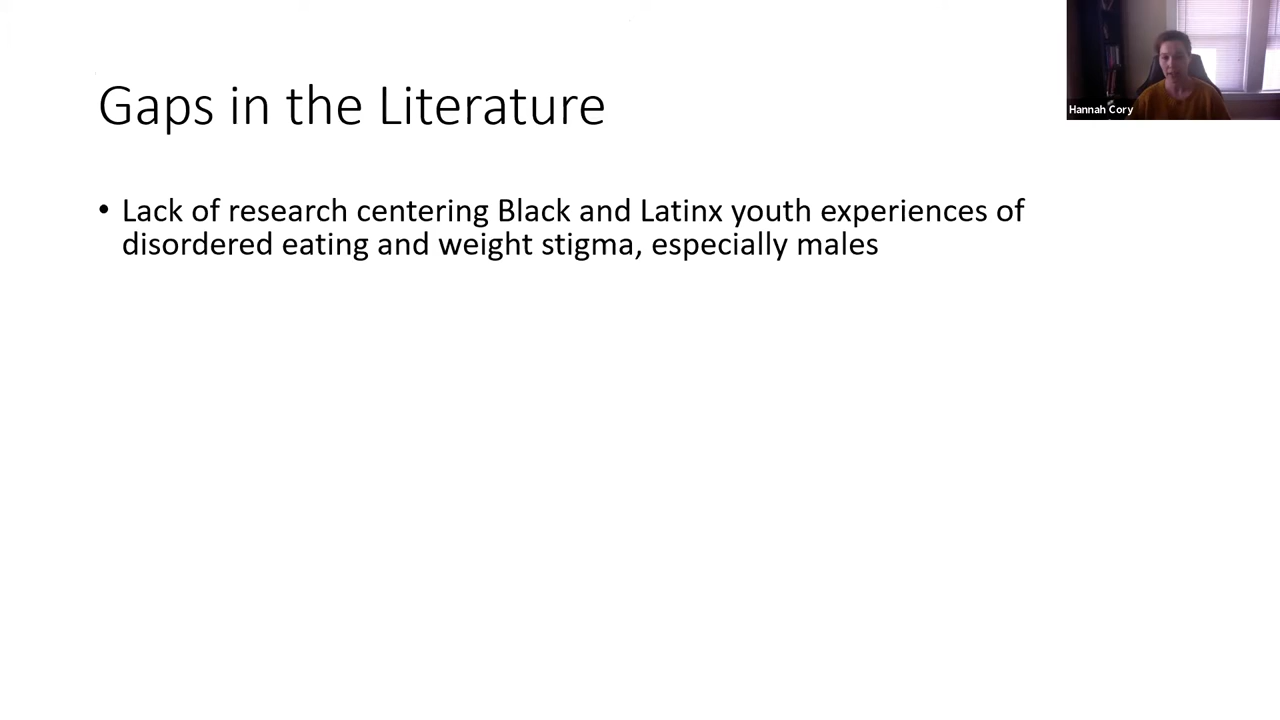 Gaps in the Literature
• Lack of research centering Black and Latinx youth experiences of
disordered eating and weight stigma, especially males
Hannah Cory